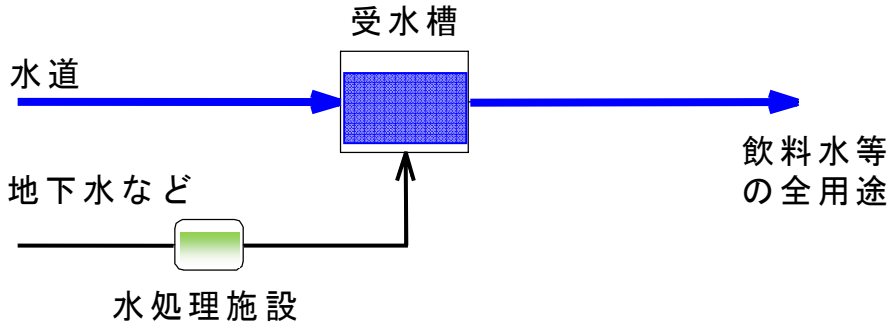 受水槽
水道
飲料水等
の全用途
地下水など
水処理施設